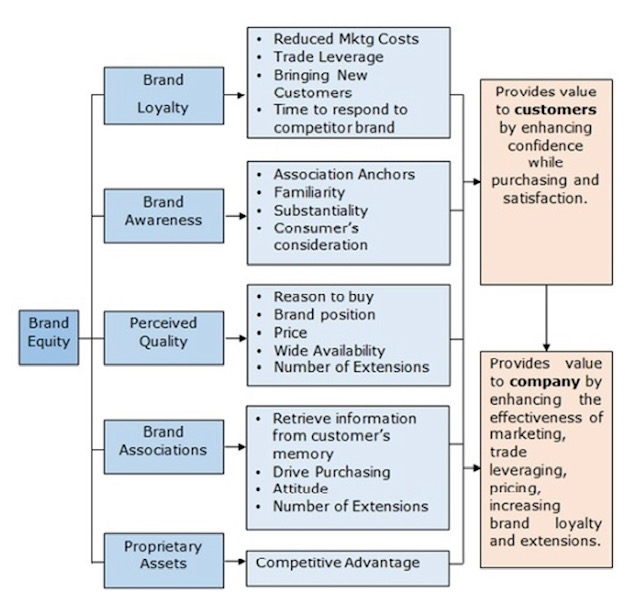 Brand
Equity
Brand
Loyalty
• Reduced Mktg Costs
• Trade Leverage
• Bringing New
Customers
• Time to respond to
competitor brand
Brand
Awareness
• Association Anchors
• Familiarity
• Substantiality
• Consumer's
consideration
Perceived
Quality
• Reason to buy
• Brand position
• Price
• Wide Availability
• Number of Extensions
Brand
Associations
• Retrieve information
from customer's
memory
• Drive Purchasing
• Attitude
• Number of Extensions
Proprietary
Assets
Competitive Advantage
Provides value
to customers
by enhancing
confidence
while
purchasing and
satisfaction.
Provides value
to company by
enhancing the
effectiveness of
marketing,
trade
leveraging,
pricing,
increasing
brand loyalty
and extensions.